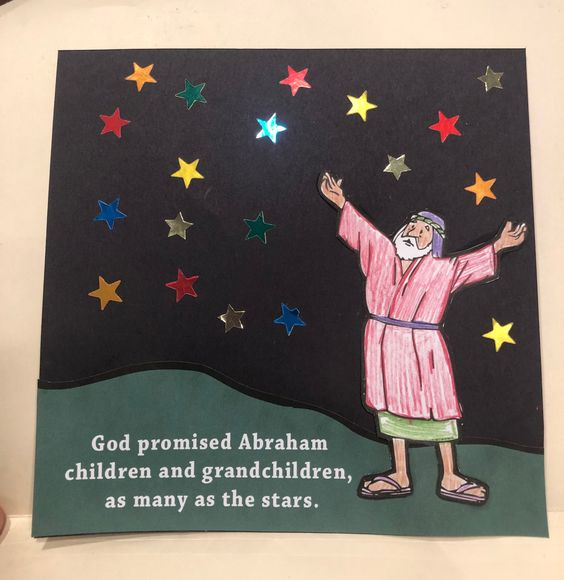 God promised Abraham
children and grandchildren,
as many as the stars.